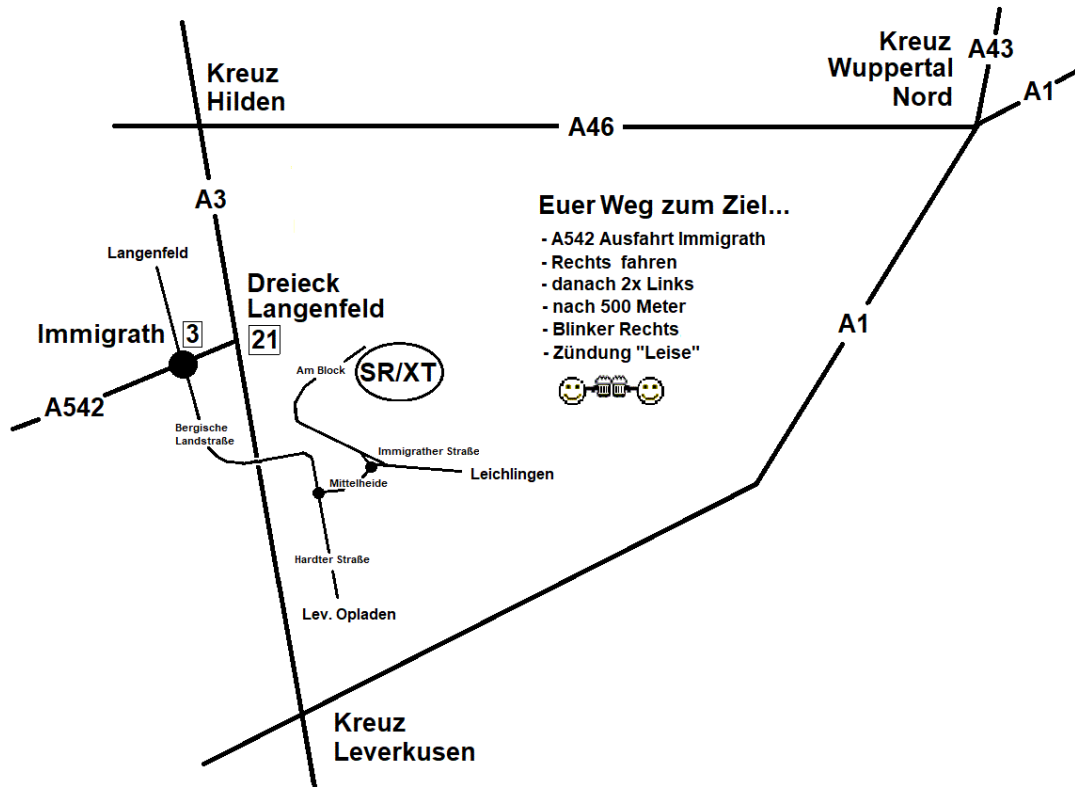 Kreuz
Hilden
Kreuz
Wuppertal
Nord
A43
A1
A46
A3
Euer Weg zum Ziel...
- A542 Ausfahrt Immigrath
- Rechts fahren
- danach 2x Links
- nach 500 Meter
- Blinker Rechts
- Zündung "Leise"
Langenfeld
Dreieck
Langenfeld
21
Immigrath 3
A1
Am Block
SR/XT
A542
Bergische
Landstraße
Immigrather Straße
Leichlingen
Mittelheide
Hardter Straße
Lev. Opladen
Kreuz
Leverkusen